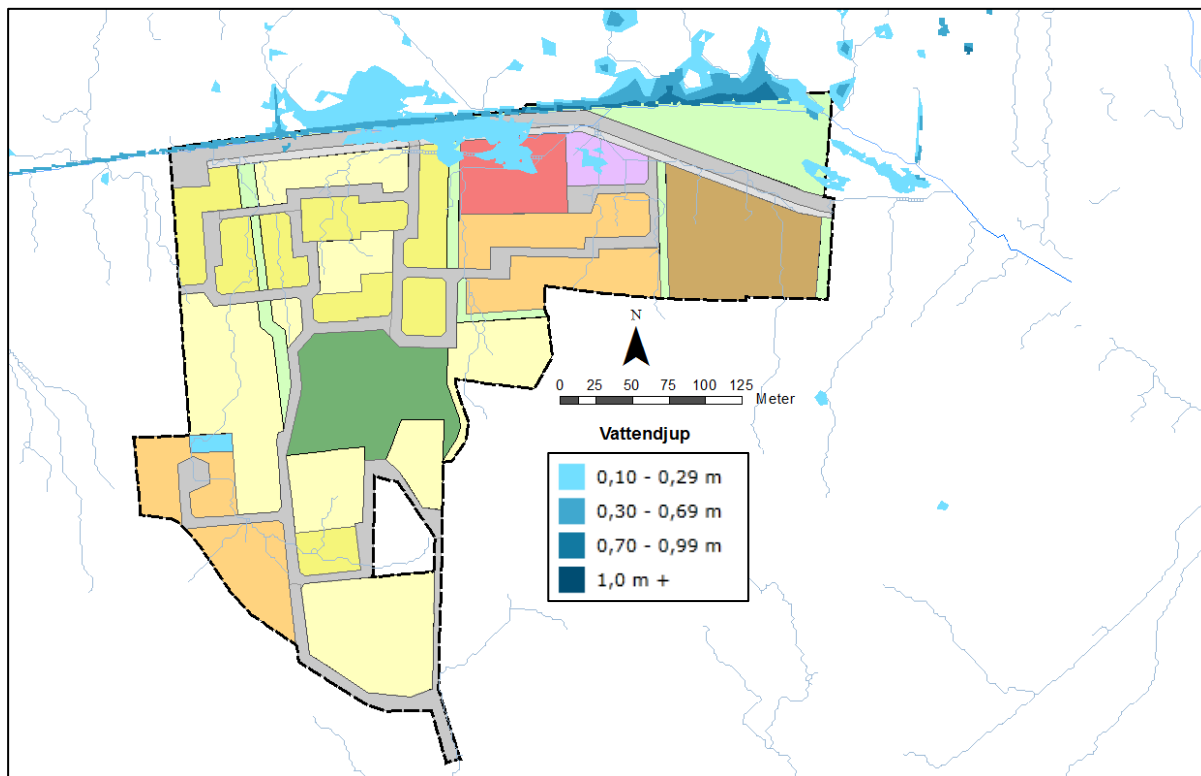 N
0 25 50 75 100 125
Meter
Vattendjup
0,10 - 0,29 m
0,30 - 0,69 m
0,70 - 0,99 m
1,0 m +